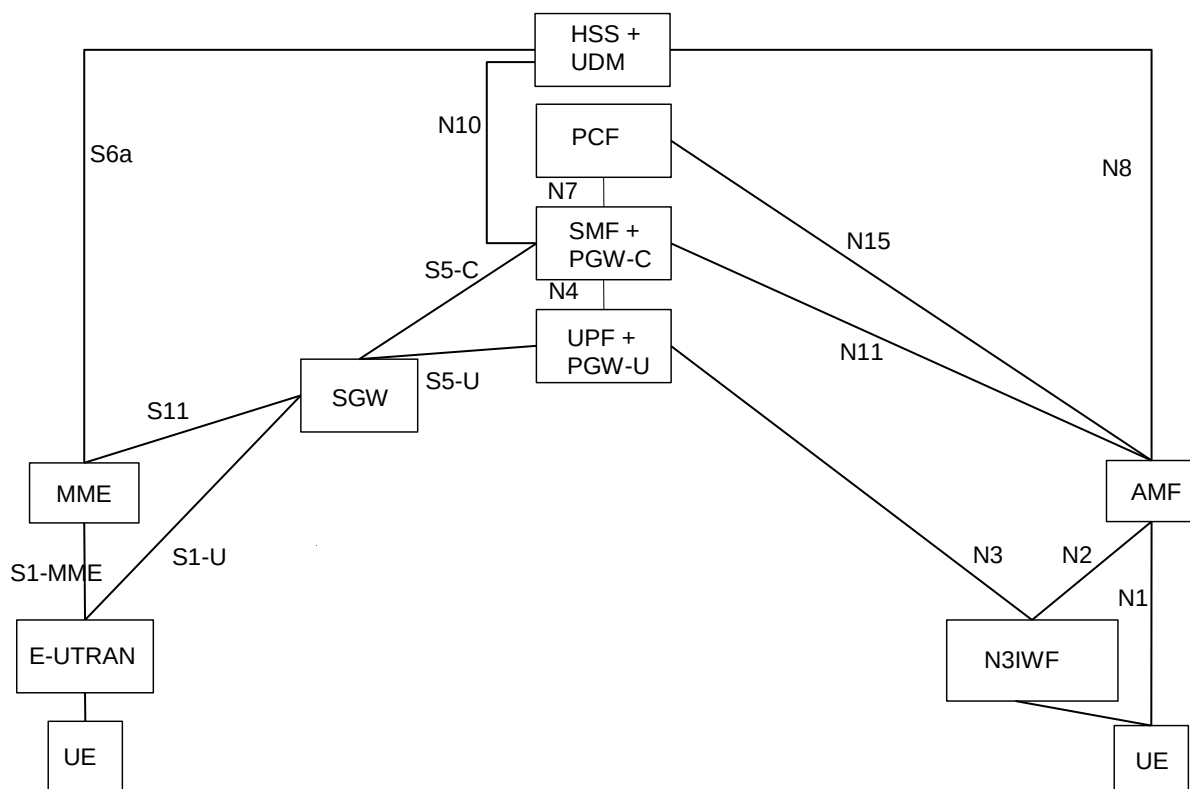 HSS +
UDM
N10
PCF
S6a
N8
N7
SMF +
PGW-C
N15
S5-C
N4
UPF +
PGW-U
N11
S5-U
SGW
S11
MME
AMF
S1-U
N3
N2
S1-MME
N1
E-UTRAN
N3IWF
UE
UE